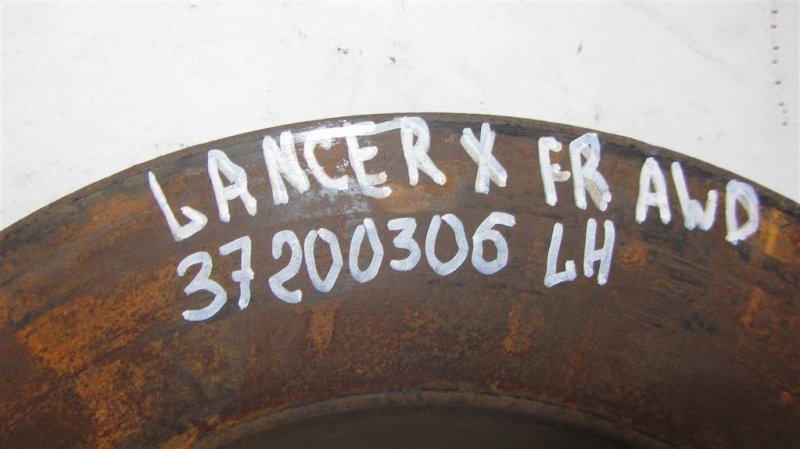 LANCER X FR. AWD
37200306 LH